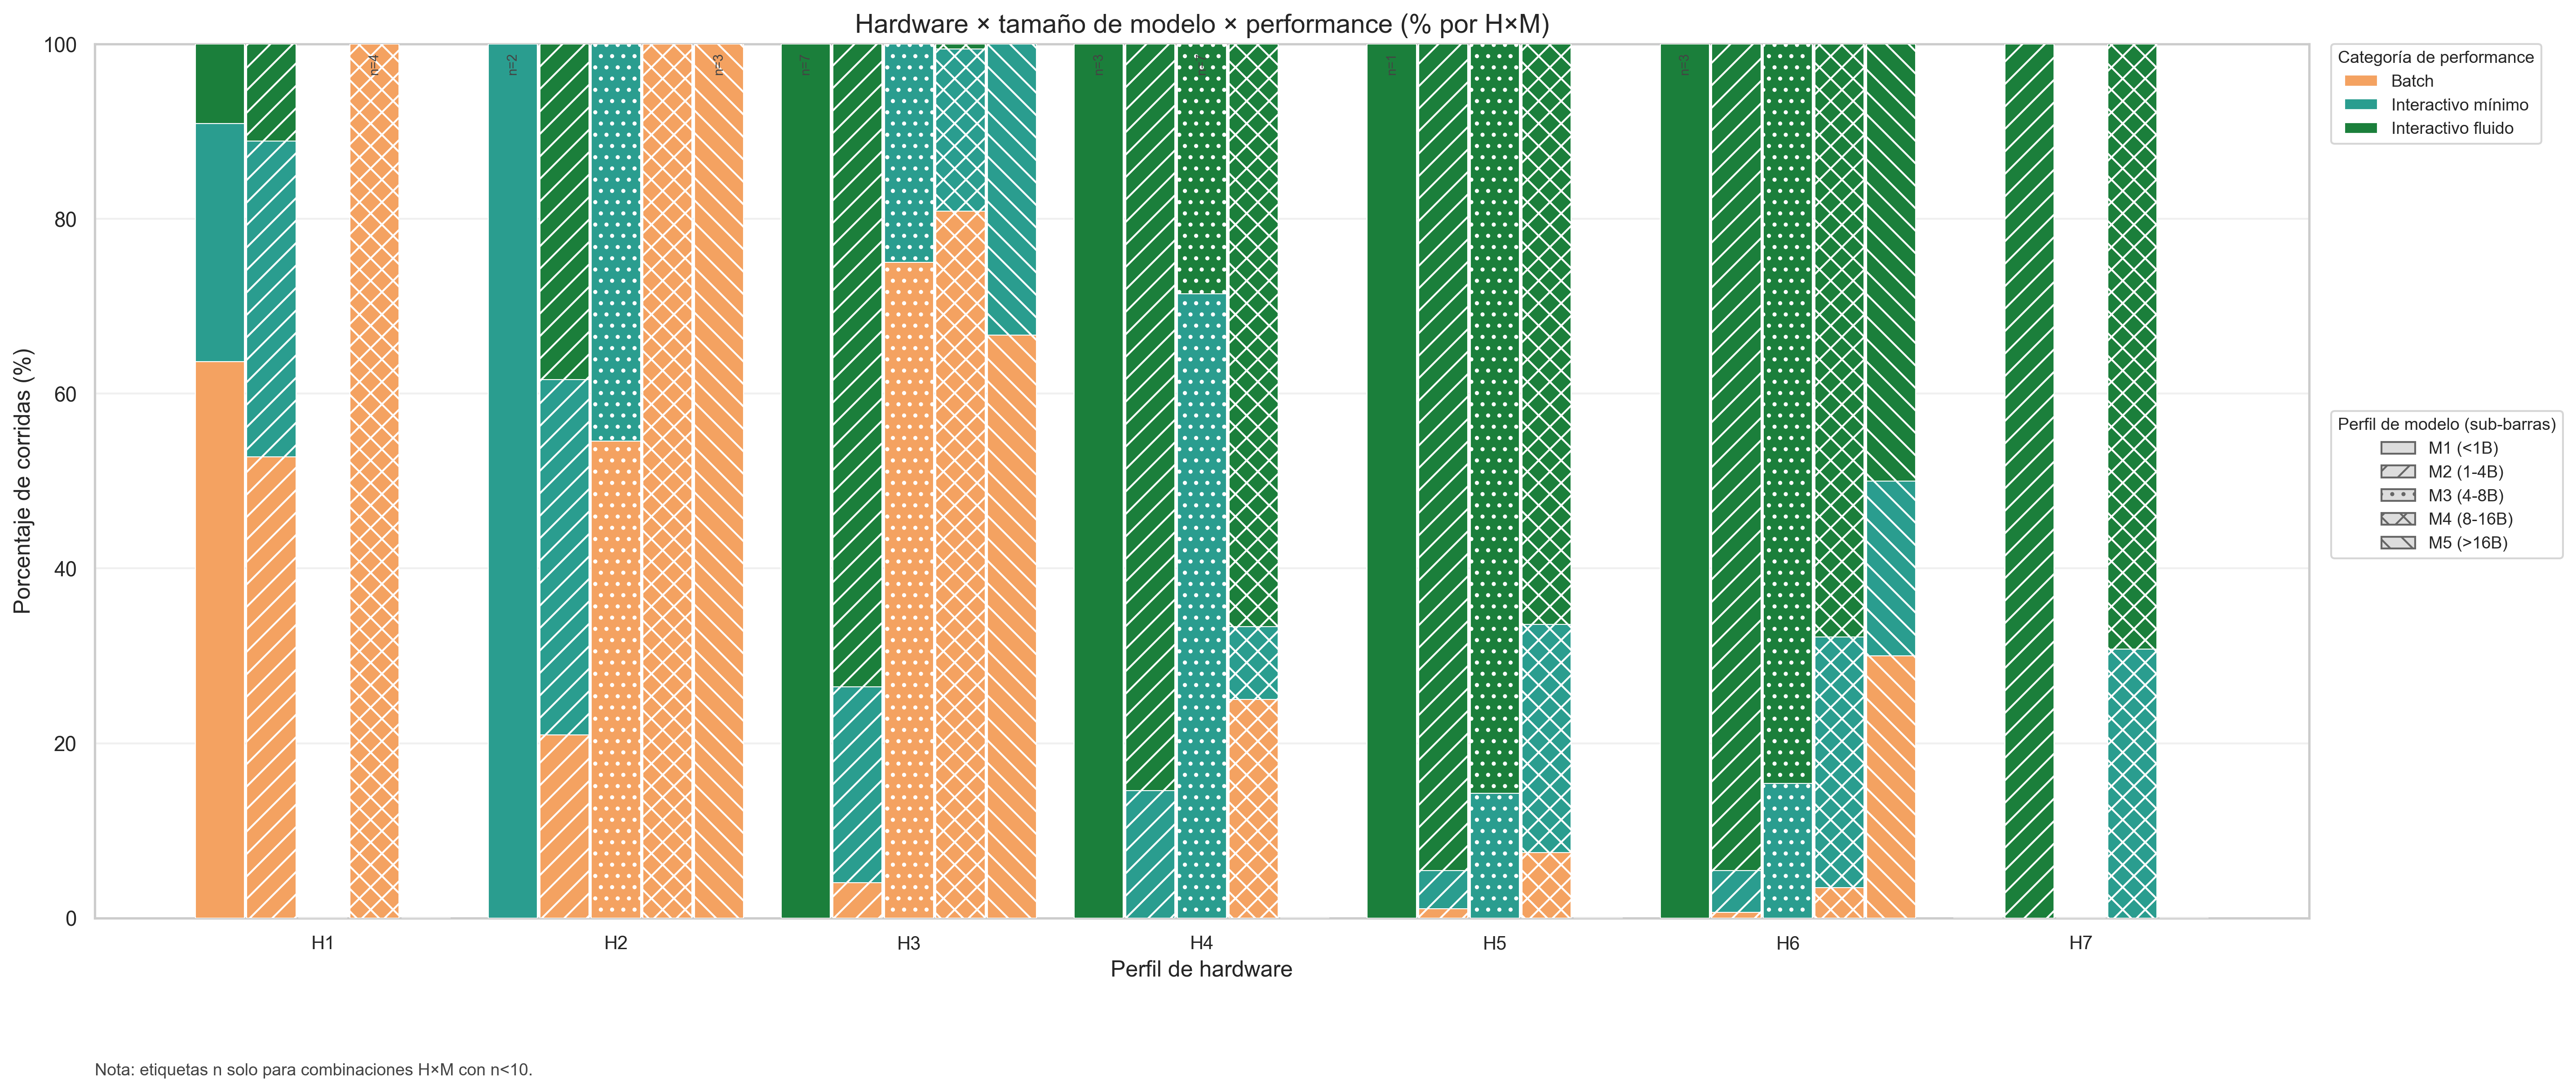 Hardware × tamaño de modelo × performance (% por H×M)
Porcentaje de corridas (%)
100
80
60
40
20
0
n=4
n=2
n=3
n=7
n=3
n=1
n=3
H1
H2
H3
H4
H5
H6
H7
Perfil de hardware
Categoría de performance
Batch
Interactivo mínimo
Interactivo fluido
Perfil de modelo (sub-barras)
M1 (<1B)
M2 (1-4B)
M3 (4-8B)
M4 (8-16B)
M5 (>16B)
Nota: etiquetas n solo para combinaciones H×M con n<10.